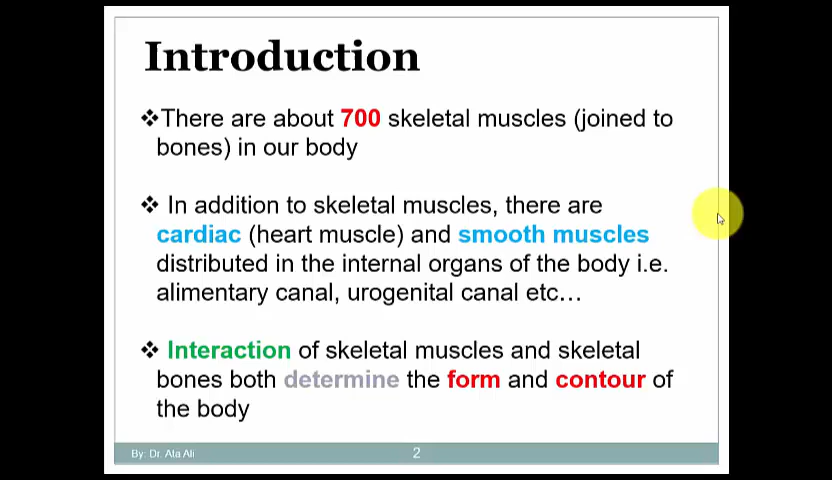 Introduction
❖There are about 700 skeletal muscles (joined to
bones) in our body
❖ In addition to skeletal muscles, there are
cardiac (heart muscle) and smooth muscles
distributed in the internal organs of the body i.e.
alimentary canal, urogenital canal etc…
❖ Interaction of skeletal muscles and skeletal
bones both determine the form and contour of
the body
By: Dr. Ata Ali
2